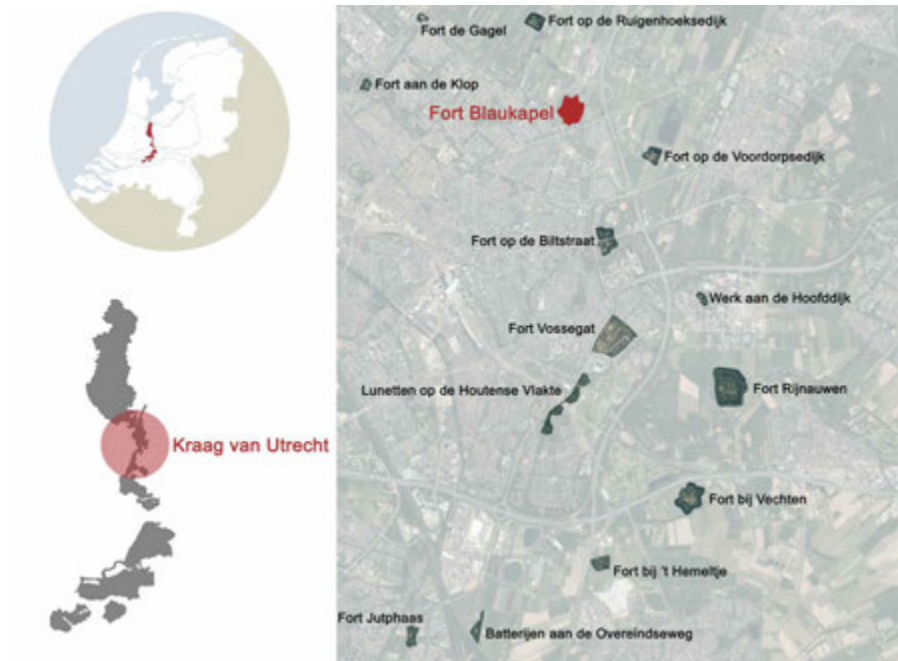 Fort de Gagel
Fort op de Ruigenhoeksedijk
Fort aan de Klop
Fort Blaukapel
Fort op de Voordorpsedijk
Fort op de Biltstraat
Werk aan de Hoofddijk
Fort Vossegat
Lunetten op de Houtense Vlakte
Fort Rijnauwen
Kraag van Utrecht
Fort bij Vechten
Fort bij 't Hemeltje
Fort Jutphaas
Batterijen aan de Overeindseweg